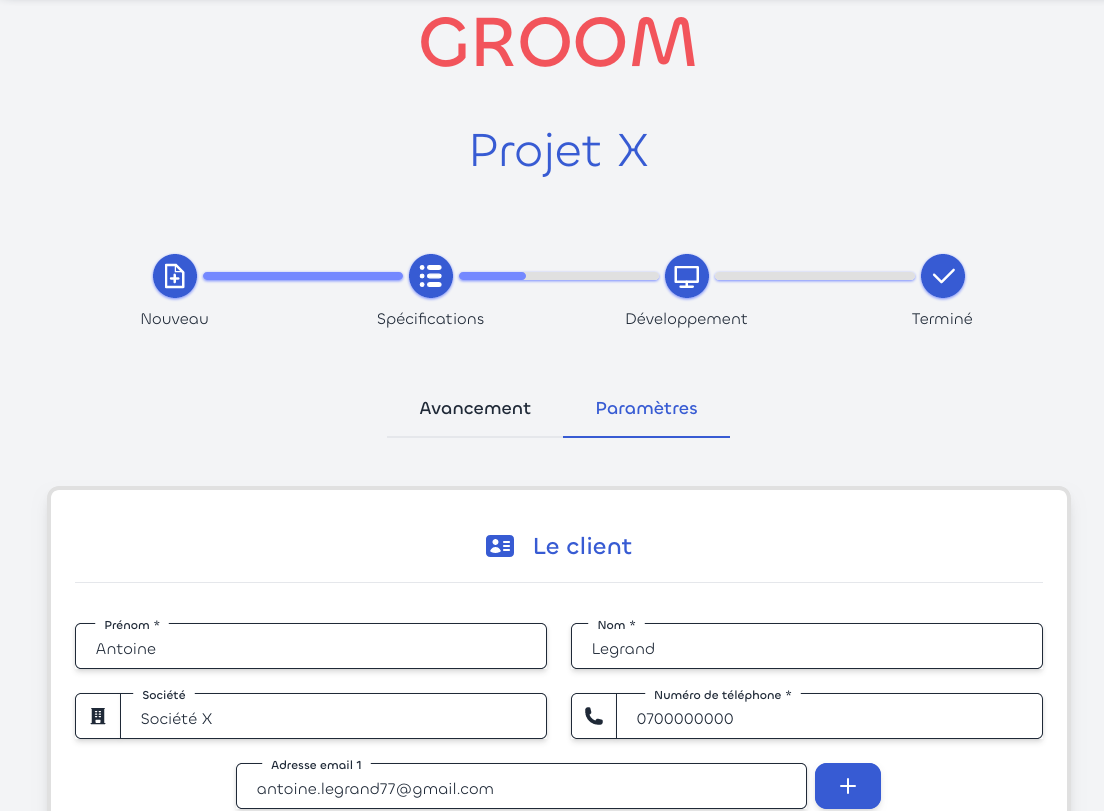 GROOM
Projet X
Nouveau
Spécifications
Développement
Terminé
Avancement
Paramètres
Le client
Prénom *
Antoine
Nom *
Legrand
Société
Société X
Numéro de téléphone *
0700000000
Adresse email 1
antoine.legrand77@gmail.com